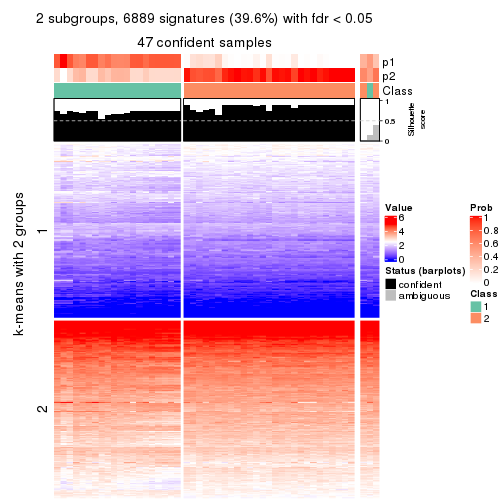 2 subgroups, 6889 signatures (39.6%) with fdr < 0.05
47 confident samples
p1
p2
Class
1
0.5
0
Silhouette
score
k-means with 2 groups
1
2
Value
6
4
2
0
Status (barplots)
confident
ambiguous
Prob
1
0.8
0.6
0.4
0.2
0
Class
1
2